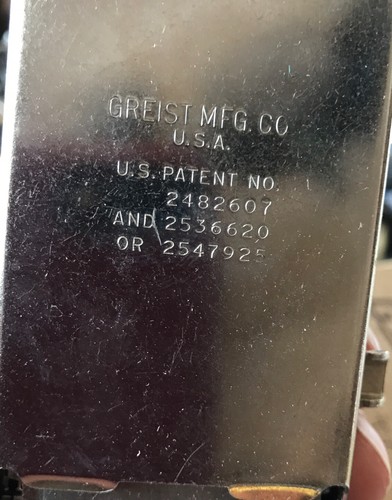 GREIST MFG. CO
U.S.A.
U.S. PATENT NO.
2482607
AND 2536620
OR 2547925